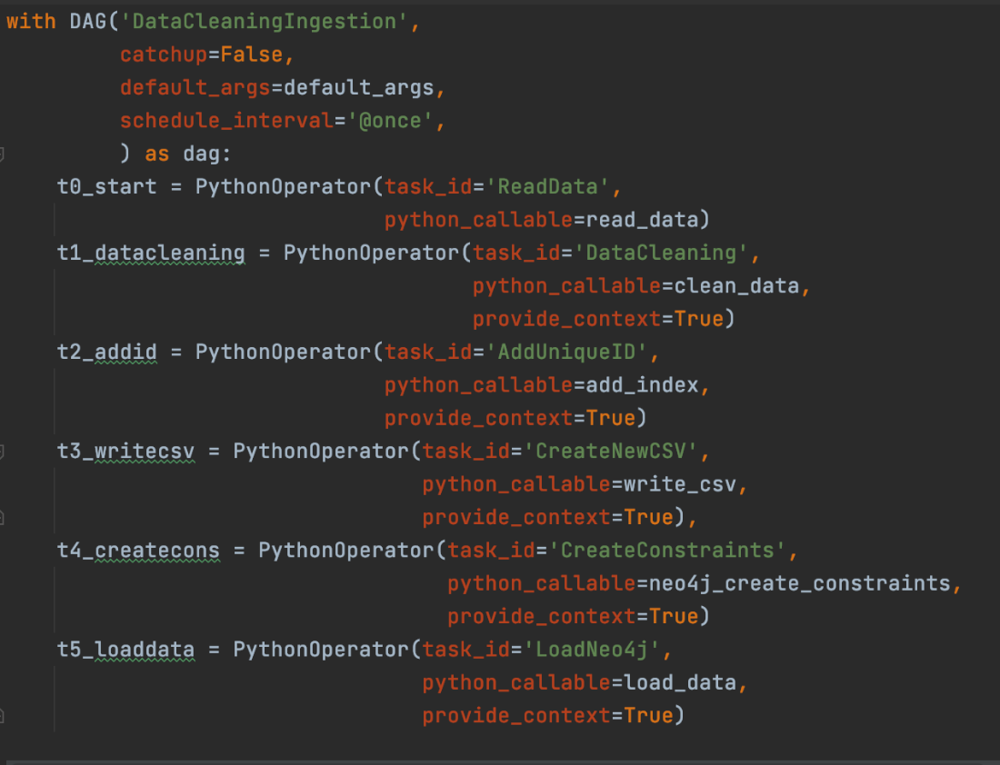 with DAG('DataCleaningIngestion',
         catchup=False,
         default_args=default_args,
         schedule_interval='@once',
         ) as dag:
    t0_start = PythonOperator(task_id='ReadData',
                              python_callable=read_data)
    t1_datacleaning = PythonOperator(task_id='DataCleaning',
                                     python_callable=clean_data,
                                     provide_context=True)
    t2_addid = PythonOperator(task_id='AddUniqueID',
                              python_callable=add_index,
                              provide_context=True)
    t3_writecsv = PythonOperator(task_id='CreateNewCSV',
                                 python_callable=write_csv,
                                 provide_context=True),
    t4_createcons = PythonOperator(task_id='CreateConstraints',
                                   python_callable=neo4j_create_constraints,
                                   provide_context=True)
    t5_loaddata = PythonOperator(task_id='LoadNeo4j',
                                 python_callable=load_data,
                                 provide_context=True)